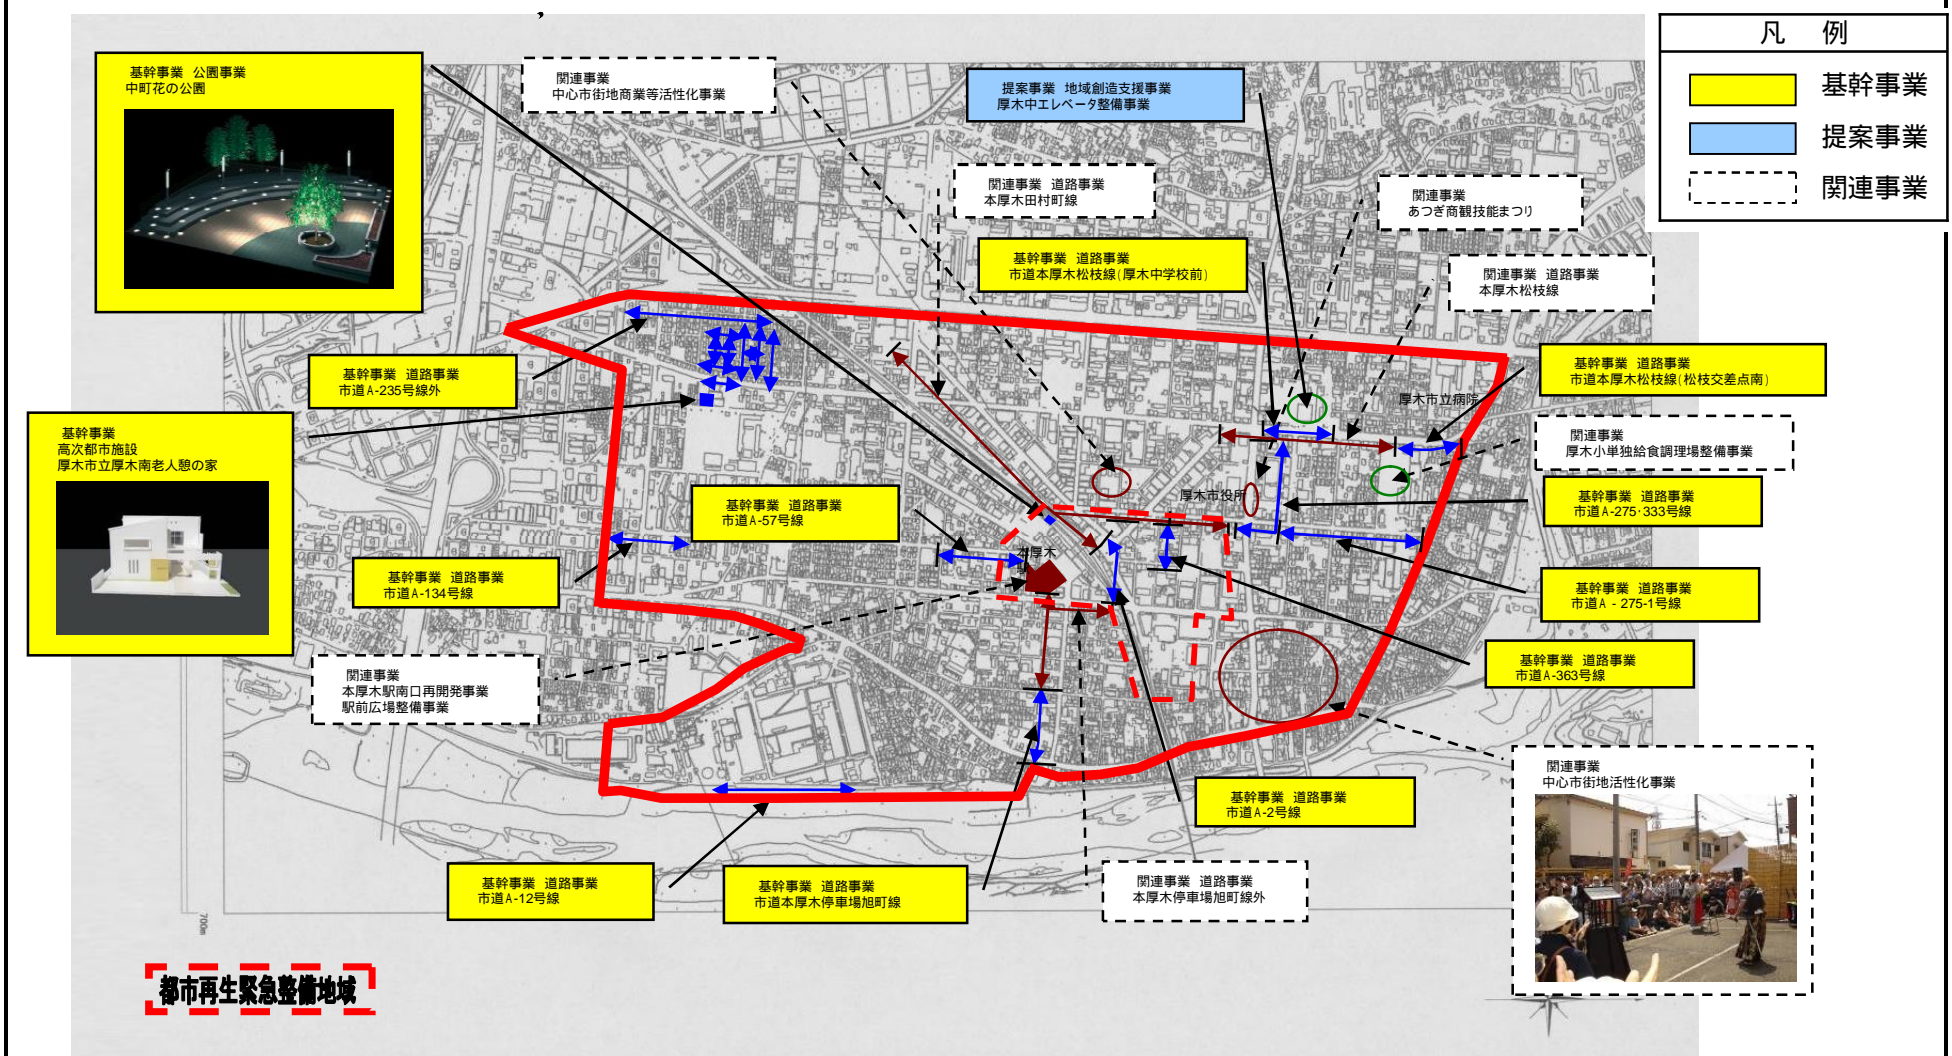 凡 例
基幹事業
提案事業
関連事業
基幹事業 公園事業
中町花の公園
関連事業
中心市街地商業等活性化事業
提案事業 地域創造支援事業
厚木中エレベータ整備事業
関連事業 道路事業
本厚木田村町線
関連事業
あつぎ商観技能まつり
基幹事業 道路事業
市道本厚木松枝線(厚木中学校前)
関連事業 道路事業
本厚木松枝線
基幹事業 道路事業
市道A-235号線外
基幹事業 道路事業
市道本厚木松枝線(松枝交差点南)
厚木市立病院
基幹事業
高次都市施設
厚木市立厚木南老人憩の家
関連事業
厚木小単独給食調理場整備事業
基幹事業 道路事業
市道A-57号線
厚木市役所
基幹事業 道路事業
市道A-275·333号線
本厚木
基幹事業 道路事業
市道A-134号線
基幹事業 道路事業
市道A - 275-1号線
関連事業
本厚木駅南口再開発事業
駅前広場整備事業
基幹事業 道路事業
市道A-363号線
関連事業
中心市街地活性化事業
基幹事業 道路事業
市道A-2号線
基幹事業 道路事業
市道A-12号線
基幹事業 道路事業
市道本厚木停車場旭町線
関連事業 道路事業
本厚木停車場旭町線外
700m
都市再生緊急整備地域